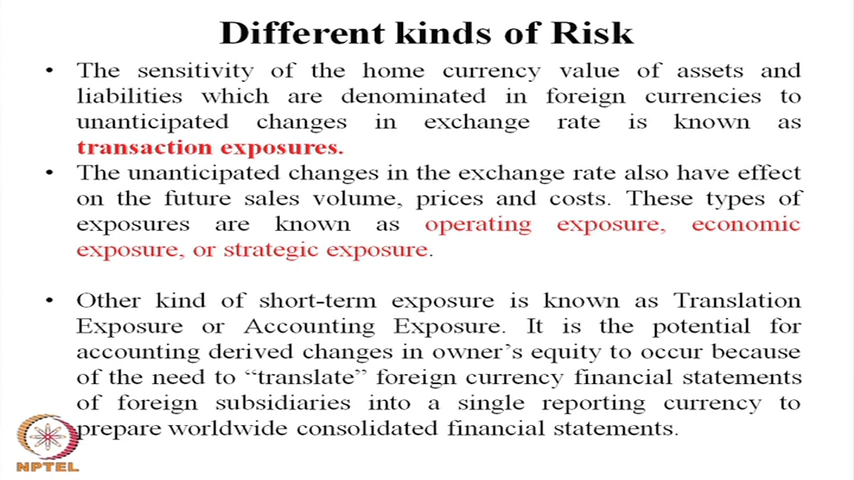 Different kinds of Risk
• The sensitivity of the home currency value of assets and
liabilities which are denominated in foreign currencies to
unanticipated changes in exchange rate is known as
transaction exposures.
• The unanticipated changes in the exchange rate also have effect
on the future sales volume, prices and costs. These types of
exposures are known as operating exposure, economic
exposure, or strategic exposure.
• Other kind of short-term exposure is known as Translation
Exposure or Accounting Exposure. It is the potential for
accounting derived changes in owner’s equity to occur because
of the need to “translate” foreign currency financial statements
of foreign subsidiaries into a single reporting currency to
prepare worldwide consolidated financial statements.
NPTEL